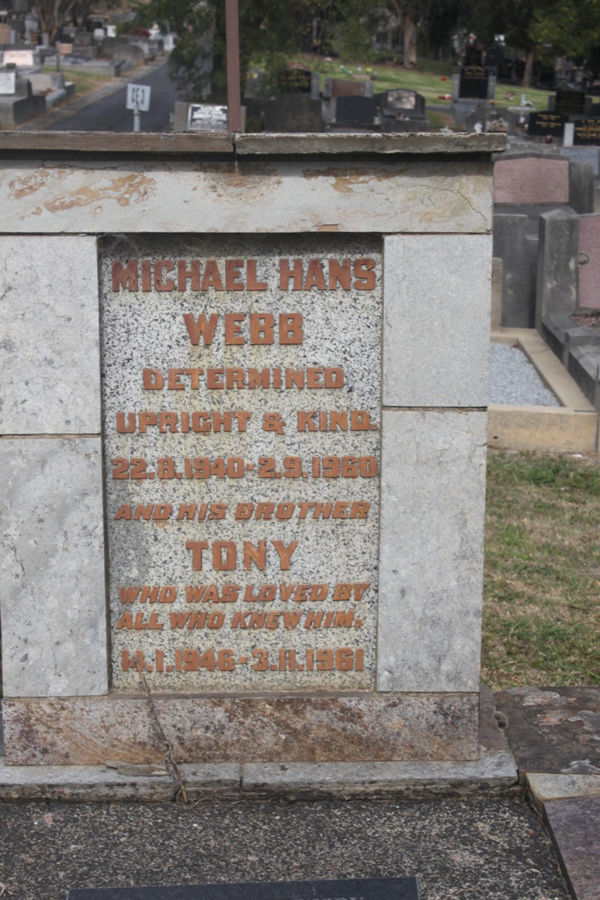 MICHAEL HANS
WEBB
DETERMINED
UPRIGHT & KIND.
22.8.1940-2.9.1960
AND HIS BROTHER
TONY
WHO WAS LOVED BY
ALL WHO KNEW HIM.
14.1.1946-3.11.1961